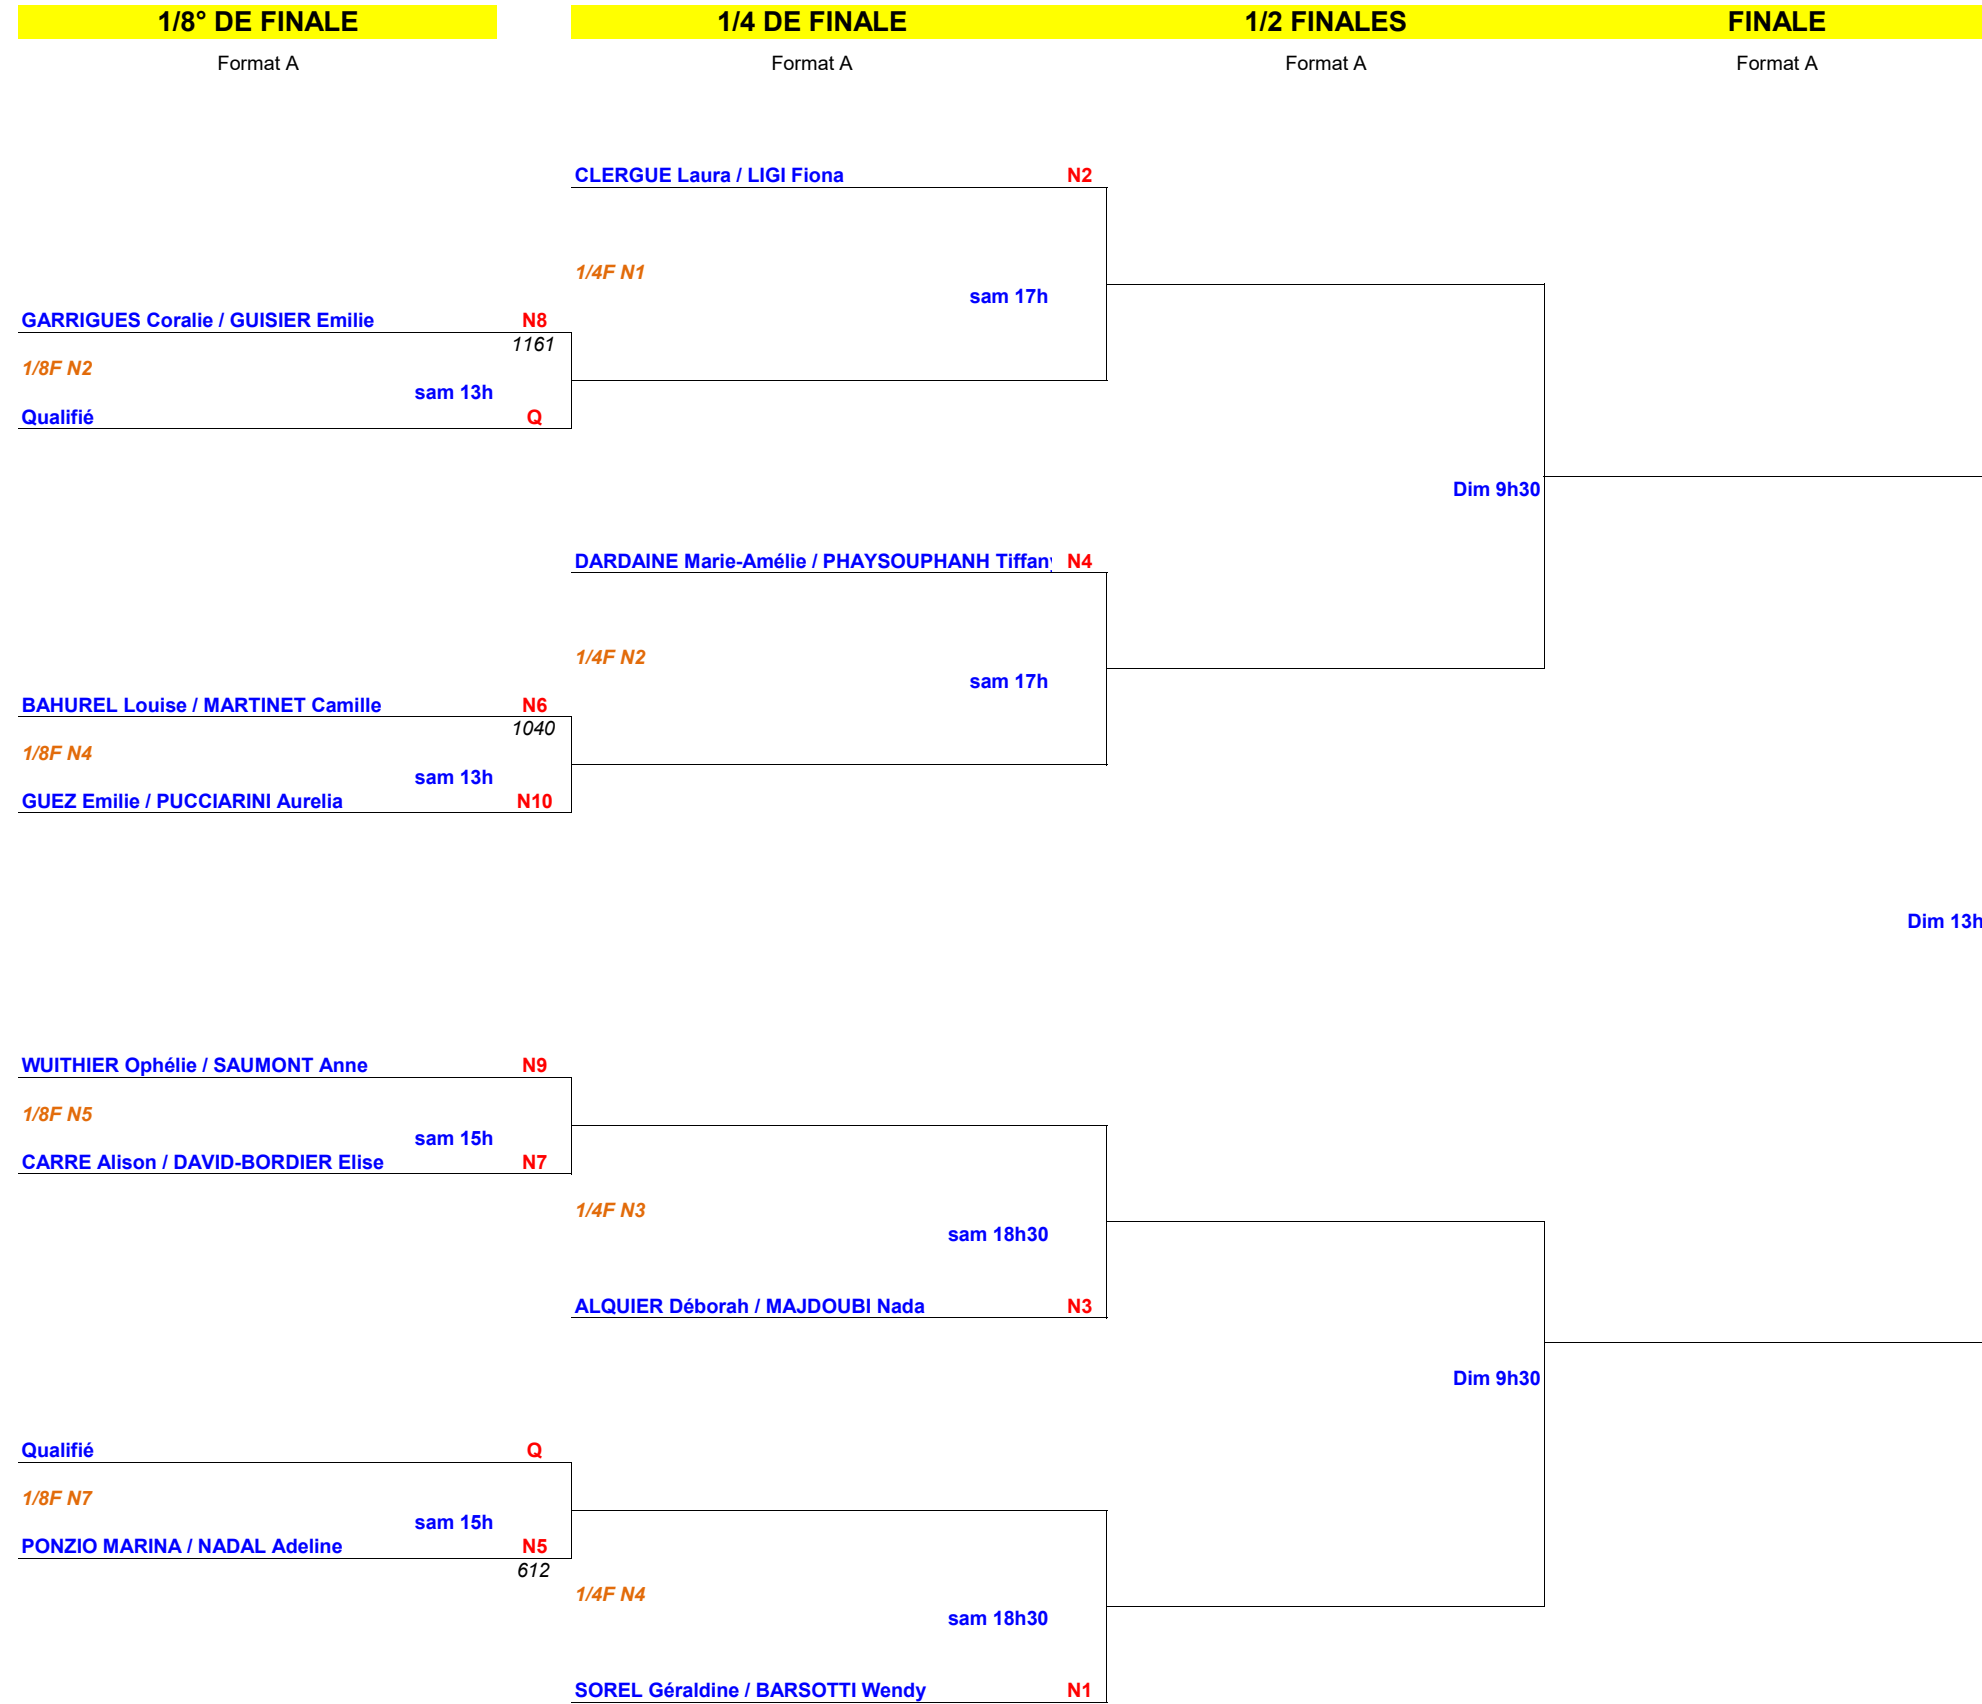 1/8° DE FINALE 1/4 DE FINALE 1/2 FINALES FINALE
Format A Format A Format A Format A
CLERGUE Laura / LIGI Fiona N2
1/4F N1
sam 17h
GARRIGUES Coralie / GUISIER Emilie N8
1161
1/8F N2
sam 13h
Qualifié Q
Dim 9h30
DARDAINE Marie-Amélie / PHAYSOUPHANH Tiffany N4
1/4F N2
sam 17h
BAHUREL Louise / MARTINET Camille N6
1040
1/8F N4
sam 13h
GUEZ Emilie / PUCCIARINI Aurelia N10
Dim 13h
WUITHIER Ophélie / SAUMONT Anne N9
1/8F N5
sam 15h
CARRE Alison / DAVID-BORDIER Elise N7
1/4F N3
sam 18h30
ALQUIER Déborah / MAJDOUBI Nada N3
Dim 9h30
Qualifié Q
1/8F N7
sam 15h
PONZIO MARINA / NADAL Adeline N5
612
1/4F N4
sam 18h30
SOREL Géraldine / BARSOTTI Wendy N1